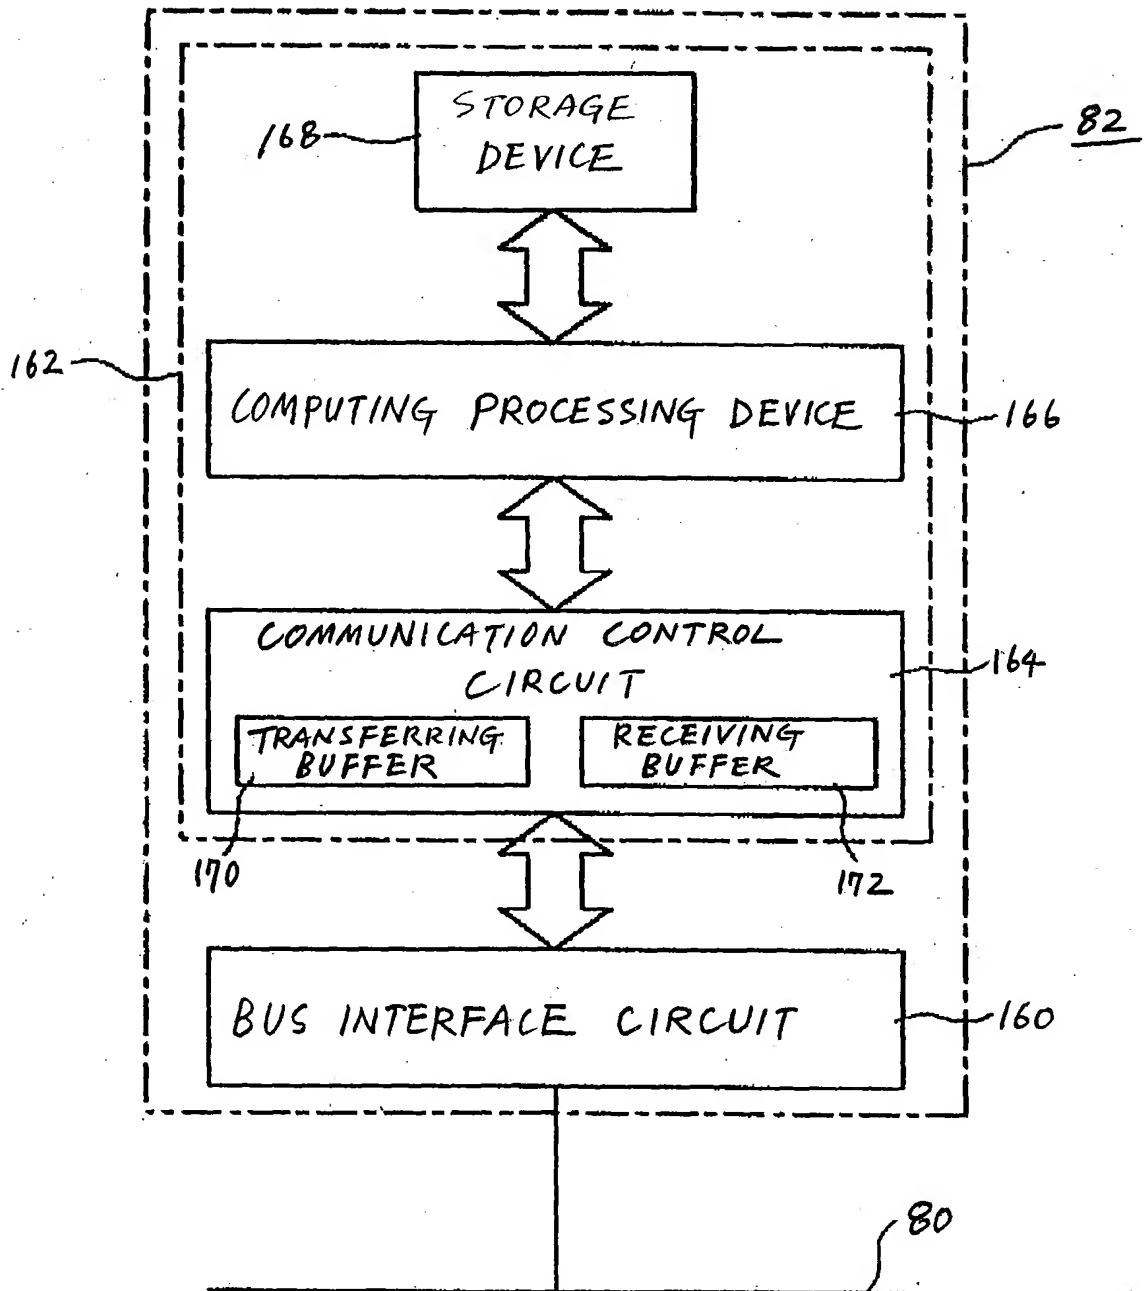 STORAGE
DEVICE
168
82
162
COMPUTING PROCESSING DEVICE
166
COMMUNICATION CONTROL
CIRCUIT
164
TRANSFERRING
BUFFER
RECEIVING
BUFFER
170
172
BUS INTERFACE CIRCUIT
160
80